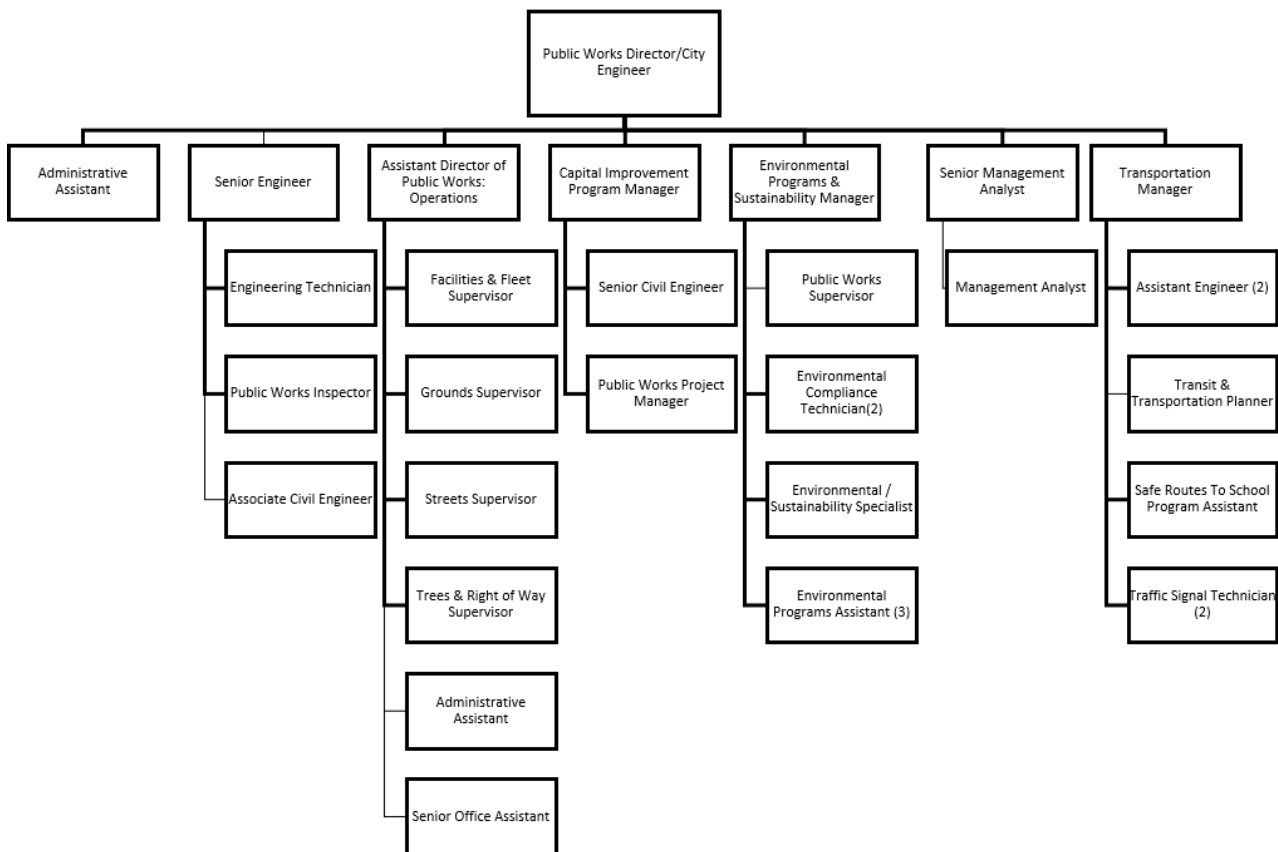 Public Works Director/City
Engineer
Administrative
Assistant
Senior Engineer
Assistant Director of
Public Works:
Operations
Capital Improvement
Program Manager
Environmental
Programs &
Sustainability Manager
Senior Management
Analyst
Transportation
Manager
Engineering Technician
Public Works Inspector
Associate Civil Engineer
Facilities & Fleet
Supervisor
Grounds Supervisor
Streets Supervisor
Trees & Right of Way
Supervisor
Administrative
Assistant
Senior Office Assistant
Senior Civil Engineer
Public Works Project
Manager
Public Works
Supervisor
Environmental
Compliance
Technician(2)
Environmental /
Sustainability Specialist
Environmental
Programs Assistant (3)
Management Analyst
Assistant Engineer (2)
Transit &
Transportation Planner
Safe Routes To School
Program Assistant
Traffic Signal Technician
(2)